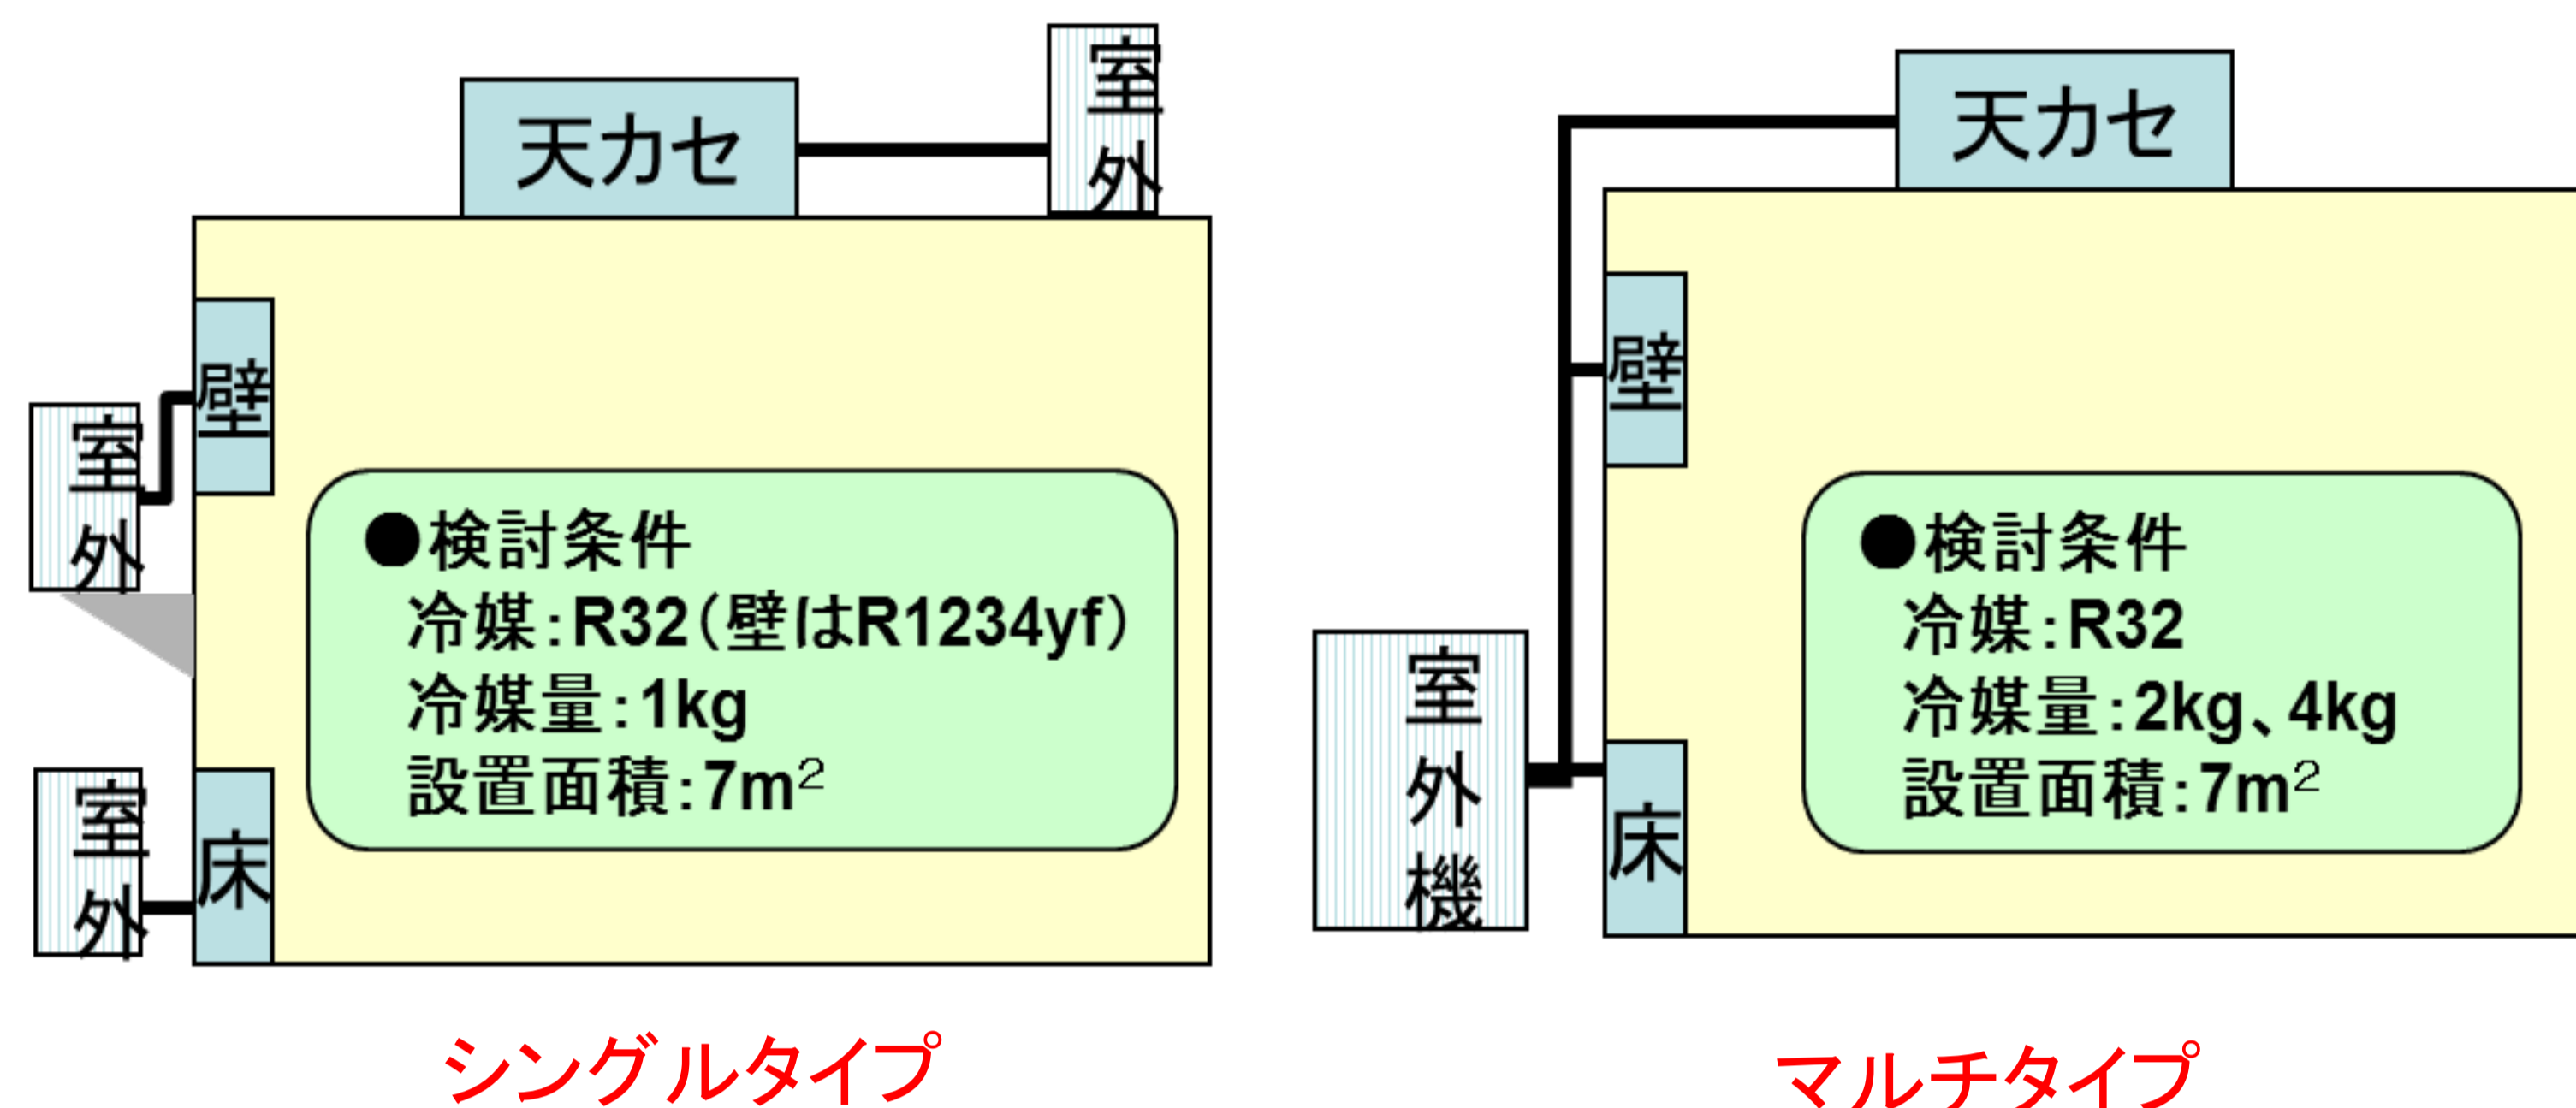 天カセ
室外
壁
室外
●検討条件
冷媒:R32(壁はR1234yf)
冷媒量:1kg
設置面積:7m²
室外
床
シングルタイプ
天カセ
壁
室外機
●検討条件
冷媒:R32
冷媒量:2kg、4kg
設置面積:7m²
床
マルチタイプ